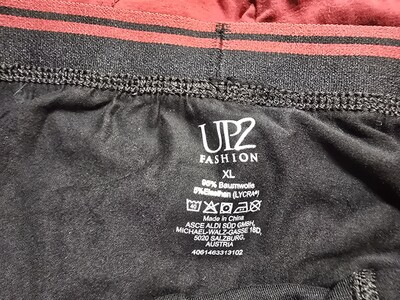 UP2
FASHION
XL
95% Baumwolle
5%Elasthan (LYCRA®)
40
Made in China
ASCE ALDI SÜD GMBH,
MICHAEL-WALZ-GASSE 18D,
5020 SALZBURG,
AUSTRIA
4061463313102